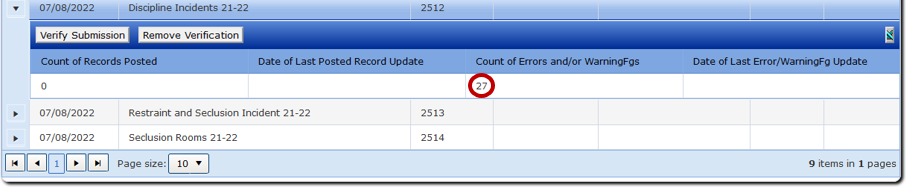 07/08/2022 Discipline Incidents 21-22 2512
Verify Submission Remove Verification
Count of Records Posted Date of Last Posted Record Update Count of Errors and/or WarningFgs Date of Last Error/WarningFg Update
0 27
07/08/2022 Restraint and Seclusion Incident 21-22 2513
07/08/2022 Seclusion Rooms 21-22 2514
1 Page size: 10 9 items in 1 pages